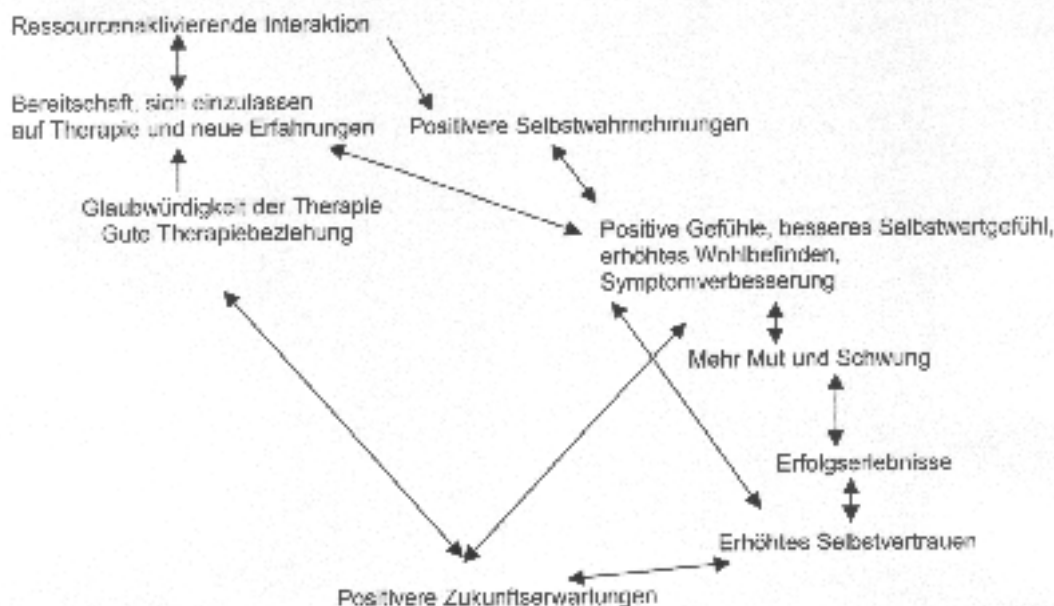 Ressourcenaktivierende Interaktion
Bereitschaft, sich einzulassen
auf Therapie und neue Erfahrungen
Positivere Selbstwahrnehmungen
Glaubwürdigkeit der Therapie
Gute Therapiebeziehung
Positive Gefühle, besseres Selbstwertgefühl,
erhöhtes Wohlbefinden,
Symptomverbesserung
Mehr Mut und Schwung
Erfolgserlebnisse
Erhöhtes Selbstvertrauen
Positivere Zukunftserwartungen